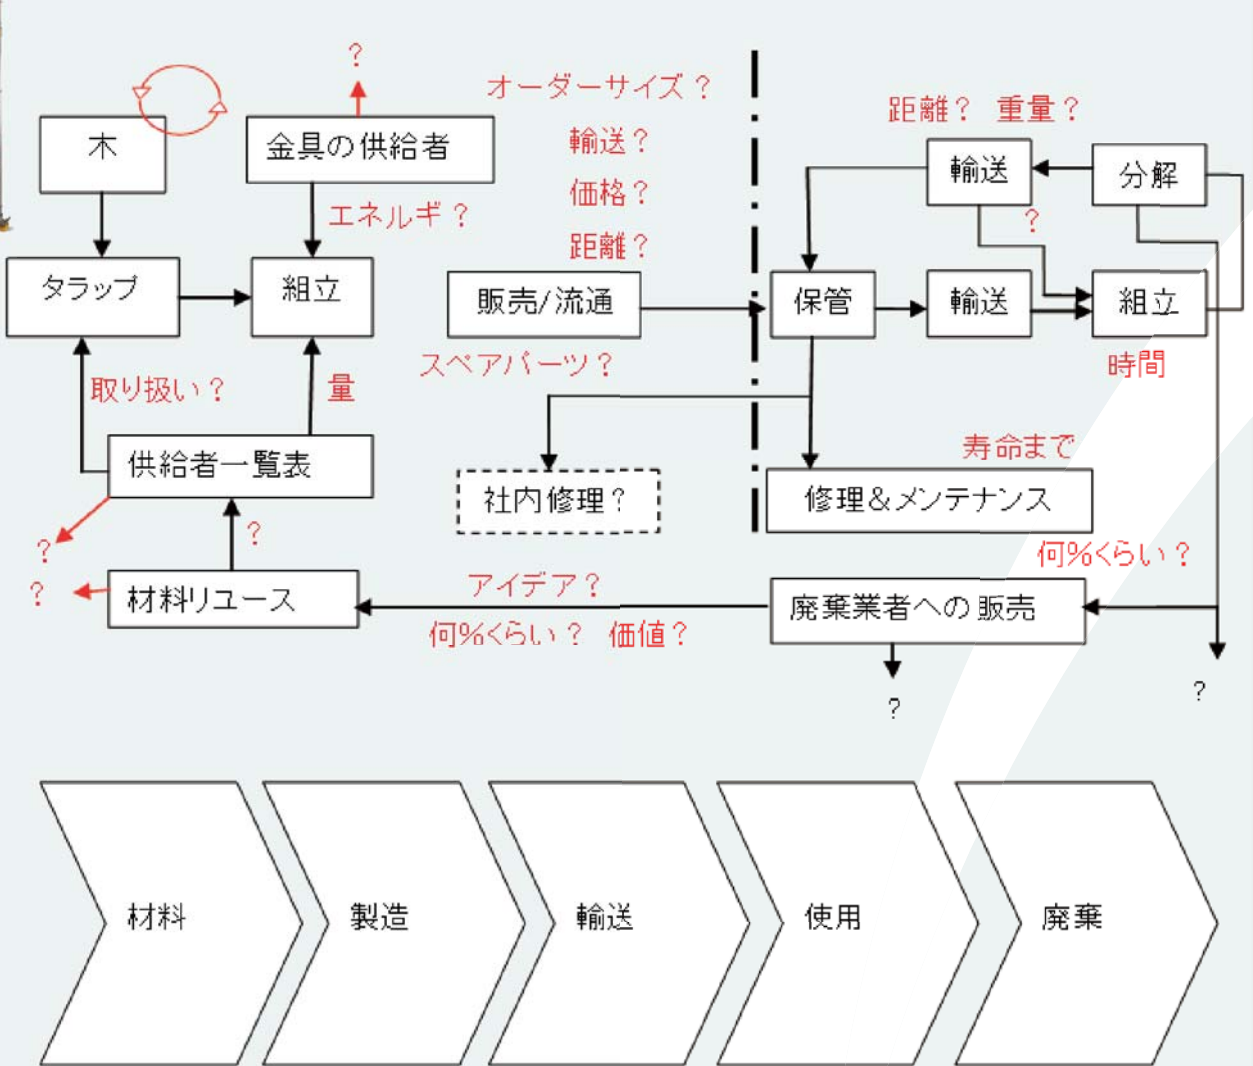 ?
オーダーサイズ?
距離? 重量?
木
金具の供給者
輸送?
輸送
分解
価格?
エネルギ?
?
距離?
タラップ
組立
販売/流通
保管
輸送
組立
スペアパーツ?
時間
取り扱い?
量
寿命まで
供給者一覧表
社内修理?
修理&メンテナンス
?
?
何%くらい?
アイデア?
?
材料リユース
廃棄業者への販売
何%くらい? 価値?
?
?
材料
製造
輸送
使用
廃棄